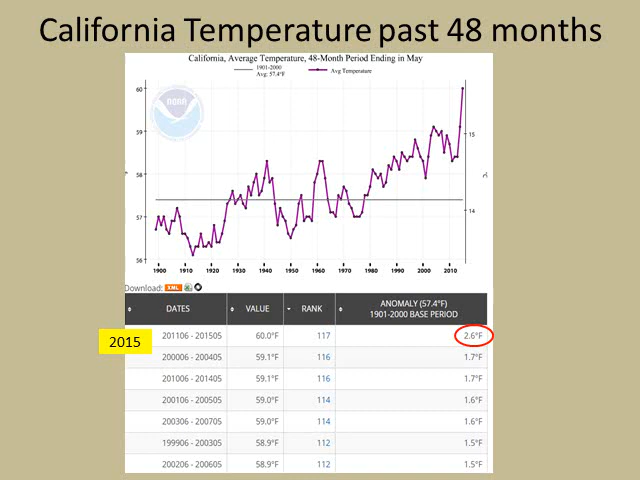 California Temperature past 48 months
California, Average Temperature, 48-Month Period Ending in May
1901-2000
Avg: 57.4°F
Avg Temperature
NOAA
60
59
58
57
56
15
14
°F
°C
1900 1910 1920 1930 1940 1950 1960 1970 1980 1990 2000 2010
Download: XML
DATES VALUE RANK ANOMALY (57.4°F)
1901-2000 BASE PERIOD
2015
201106 - 201505 60.0°F 117 2.6°F
200006 - 200405 59.1°F 116 1.7°F
201006 - 201405 59.1°F 116 1.7°F
200106 - 200505 59.0°F 114 1.6°F
200306 - 200705 59.0°F 114 1.6°F
199906 - 200305 58.9°F 112 1.5°F
200206 - 200605 58.9°F 112 1.5°F